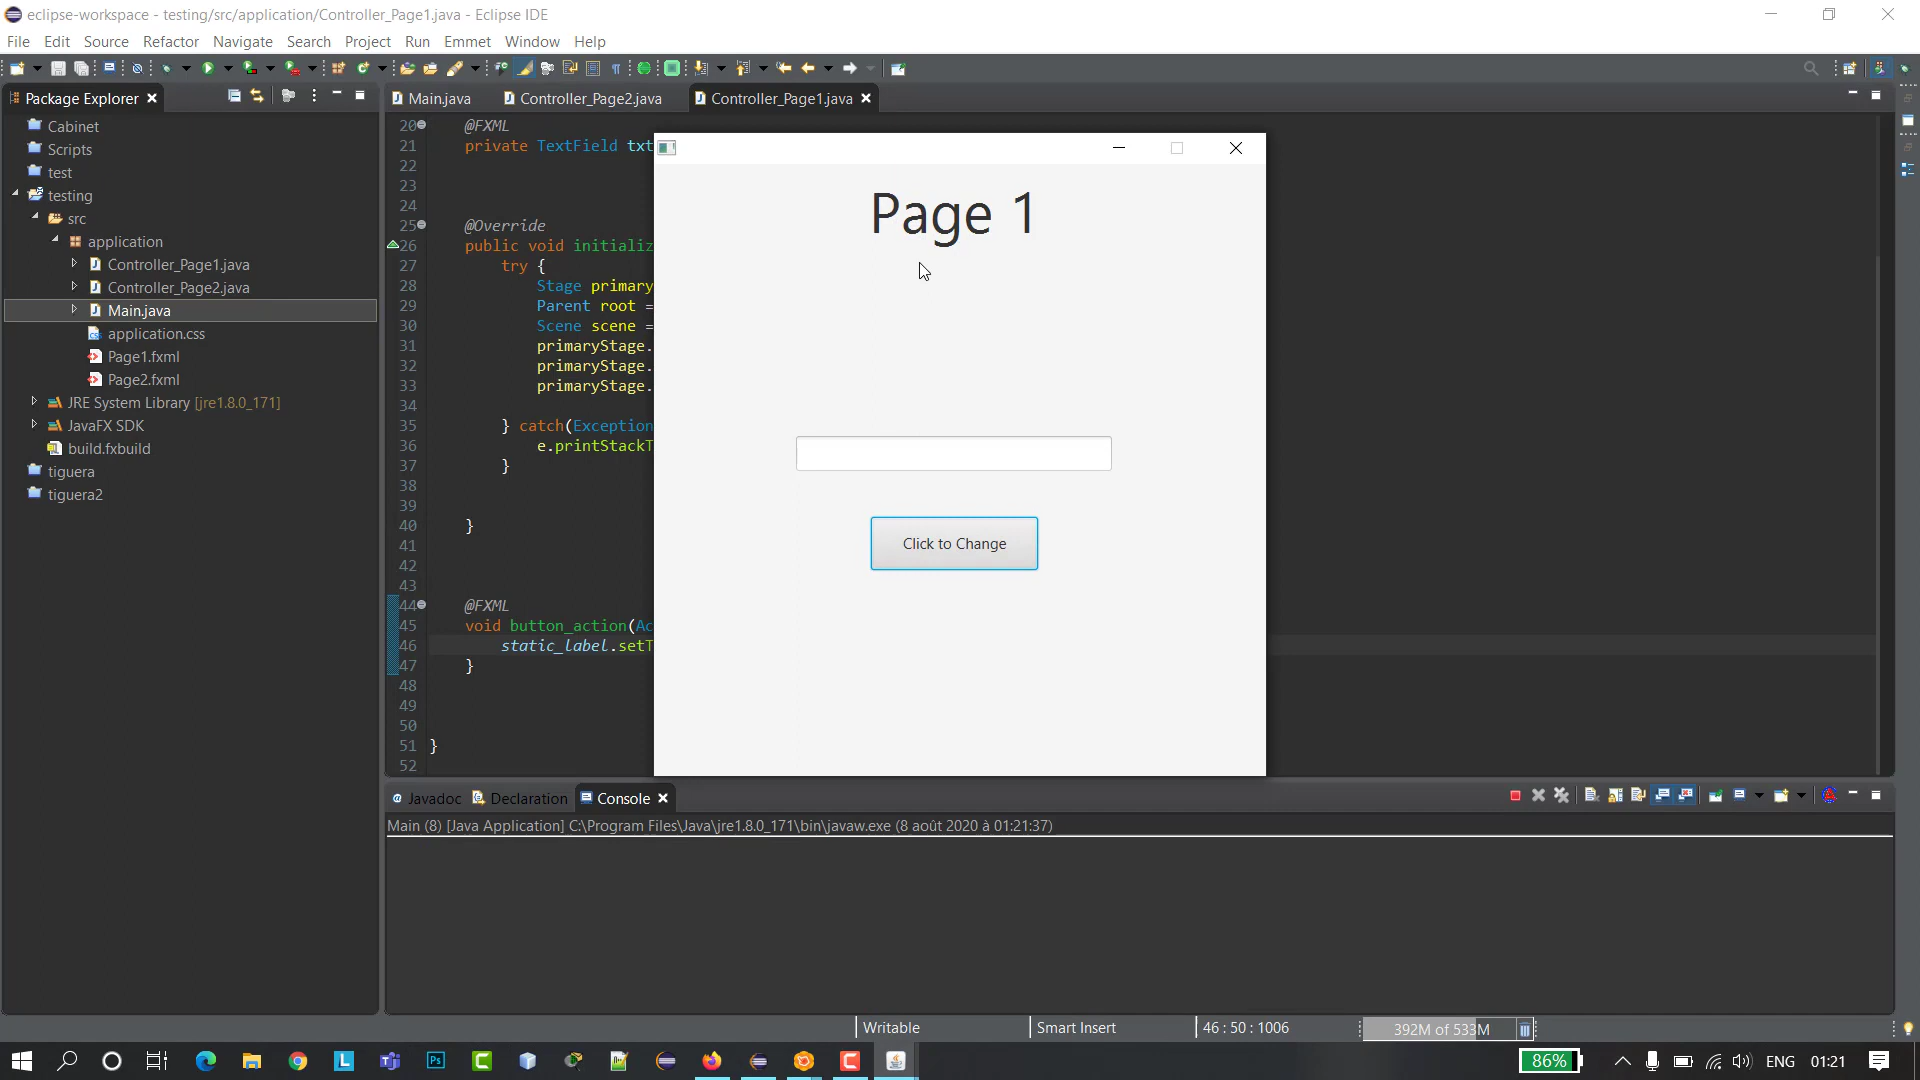 eclipse-workspace - testing/src/application/Controller_Page1.java - Eclipse IDE
File Edit Source Refactor Navigate Search Project Run Emmet Window Help
Package Explorer
Cabinet
Scripts
test
testing
src
application
Controller_Page1.java
Controller_Page2.java
Main.java
application.css
Page1.fxml
Page2.fxml
JRE System Library [jre1.8.0_171]
JavaFX SDK
build.fxbuild
tiguera
tiguera2
Main.java Controller_Page2.java Controller_Page1.java
20 @FXML
21 private TextField txt
22
23
24
25 @Override
26 public void initializ
27 try {
28 Stage primary
29 Parent root =
30 Scene scene =
31 primaryStage.
32 primaryStage.
33 primaryStage.
34
35 } catch(Exception
36 e.printStackT
37 }
38
39
40 }
41
42
43
44 @FXML
45 void button_action(Ac
46 static_label.setT
47 }
48
49
50
51 }
52
Page 1
Click to Change
Javadoc Declaration Console
Main (8) [Java Application] C:\Program Files\Java\jre1.8.0_171\bin\javaw.exe (8 août 2020 à 01:21:37)
Writable Smart Insert 46 : 50 : 1006 392M of 533M
86% ENG 01:21